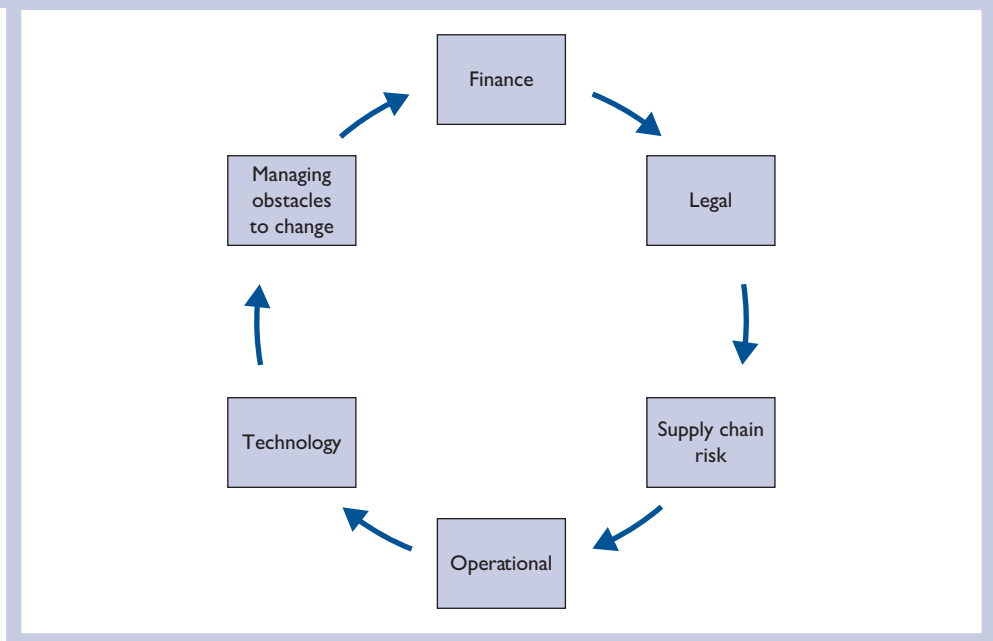 Finance
Legal
Supply chain
risk
Operational
Technology
Managing
obstacles
to change